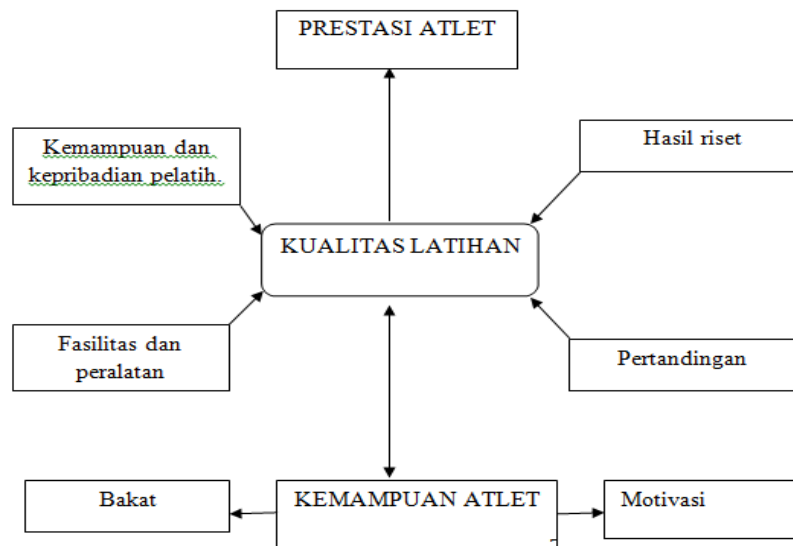 PRESTASI ATLET
Kemampuan dan
kepribadian pelatih.
Hasil riset
KUALITAS LATIHAN
Fasilitas dan
peralatan
Pertandingan
Bakat
KEMAMPUAN ATLET
Motivasi